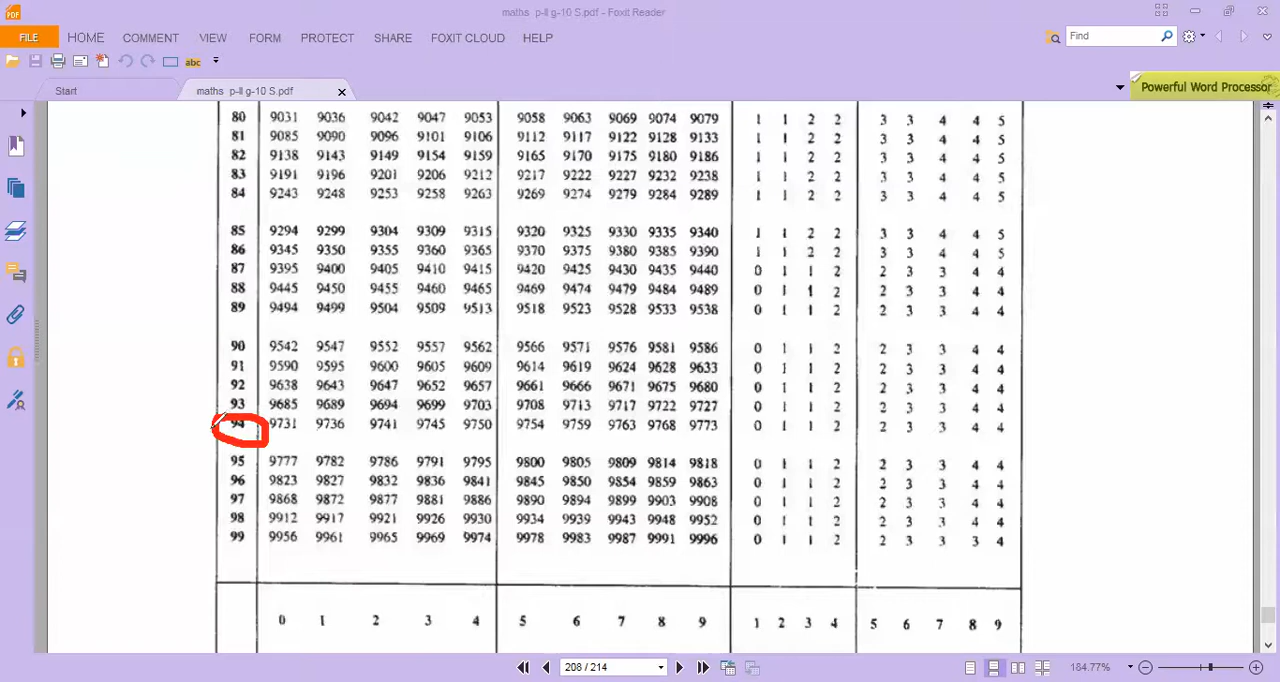 PDF
maths p-ll g-10 S.pdf - Foxit Reader
FILE HOME COMMENT VIEW FORM PROTECT SHARE FOXIT CLOUD HELP Find
abc
Start maths p-ll g-10 S.pdf Powerful Word Processor
80 9031 9036 9042 9047 9053 9058 9063 9069 9074 9079 1 1 2 2 3 3 4 4 5
81 9085 9090 9096 9101 9106 9112 9117 9122 9128 9133 1 1 2 2 3 3 4 4 5
82 9138 9143 9149 9154 9159 9165 9170 9175 9180 9186 1 1 2 2 3 3 4 4 5
83 9191 9196 9201 9206 9212 9217 9222 9227 9232 9238 1 1 2 2 3 3 4 4 5
84 9243 9248 9253 9258 9263 9269 9274 9279 9284 9289 1 1 2 2 3 3 4 4 5
85 9294 9299 9304 9309 9315 9320 9325 9330 9335 9340 1 1 2 2 3 3 4 4 5
86 9345 9350 9355 9360 9365 9370 9375 9380 9385 9390 1 1 2 2 3 3 4 4 5
87 9395 9400 9405 9410 9415 9420 9425 9430 9435 9440 0 1 1 2 2 3 3 4 4
88 9445 9450 9455 9460 9465 9469 9474 9479 9484 9489 0 1 1 2 2 3 3 4 4
89 9494 9499 9504 9509 9513 9518 9523 9528 9533 9538 0 1 1 2 2 3 3 4 4
90 9542 9547 9552 9557 9562 9566 9571 9576 9581 9586 0 1 1 2 2 3 3 4 4
91 9590 9595 9600 9605 9609 9614 9619 9624 9628 9633 0 1 1 2 2 3 3 4 4
92 9638 9643 9647 9652 9657 9661 9666 9671 9675 9680 0 1 1 2 2 3 3 4 4
93 9685 9689 9694 9699 9703 9708 9713 9717 9722 9727 0 1 1 2 2 3 3 4 4
94 9731 9736 9741 9745 9750 9754 9759 9763 9768 9773 0 1 1 2 2 3 3 4 4
95 9777 9782 9786 9791 9795 9800 9805 9809 9814 9818 0 1 1 2 2 3 3 4 4
96 9823 9827 9832 9836 9841 9845 9850 9854 9859 9863 0 1 1 2 2 3 3 4 4
97 9868 9872 9877 9881 9886 9890 9894 9899 9903 9908 0 1 1 2 2 3 3 4 4
98 9912 9917 9921 9926 9930 9934 9939 9943 9948 9952 0 1 1 2 2 3 3 4 4
99 9956 9961 9965 9969 9974 9978 9983 9987 9991 9996 0 1 1 2 2 3 3 3 4
0 1 2 3 4 5 6 7 8 9 1 2 3 4 5 6 7 8 9
208 / 214 184.77%